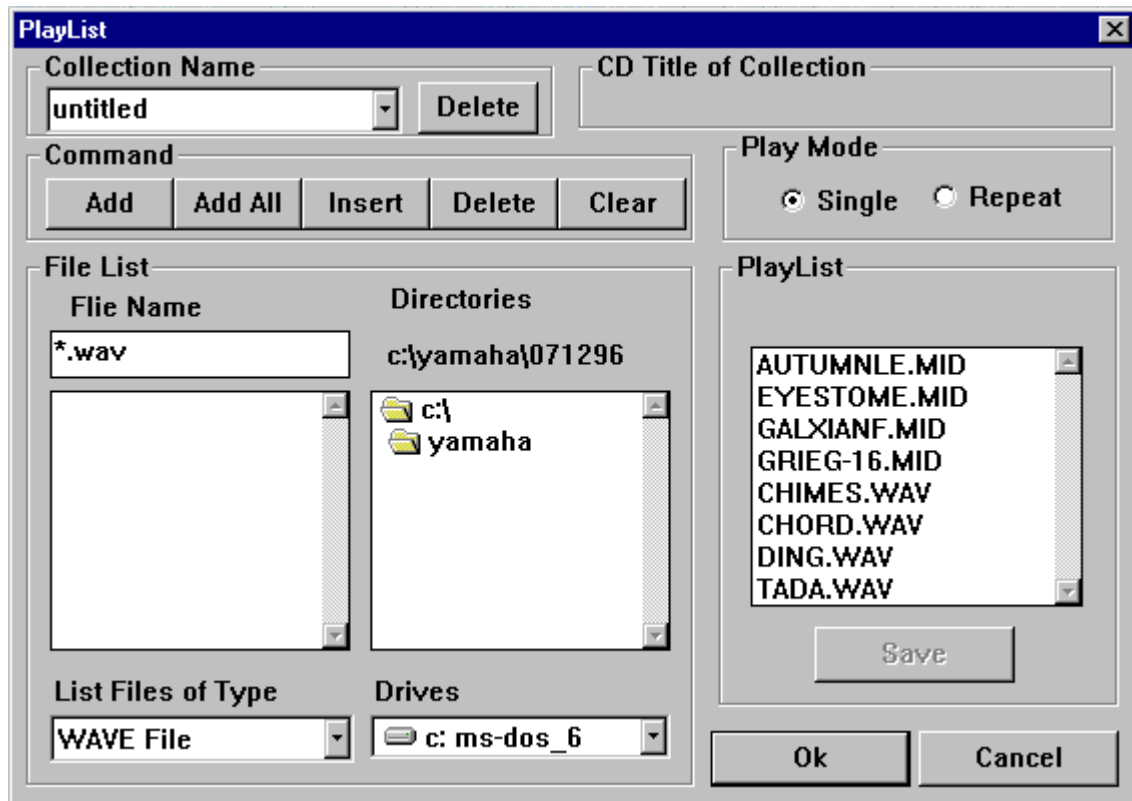 PlayList
Collection Name
untitled
Delete
CD Title of Collection
Command
Add
Add All
Insert
Delete
Clear
Play Mode
Single
Repeat
File List
Flie Name
*.wav
Directories
c:\yamaha\071296
c:\
yamaha
List Files of Type
WAVE File
Drives
c: ms-dos_6
PlayList
AUTUMNLE.MID
EYESTOME.MID
GALXIANF.MID
GRIEG-16.MID
CHIMES.WAV
CHORD.WAV
DING.WAV
TADA.WAV
Save
Ok
Cancel